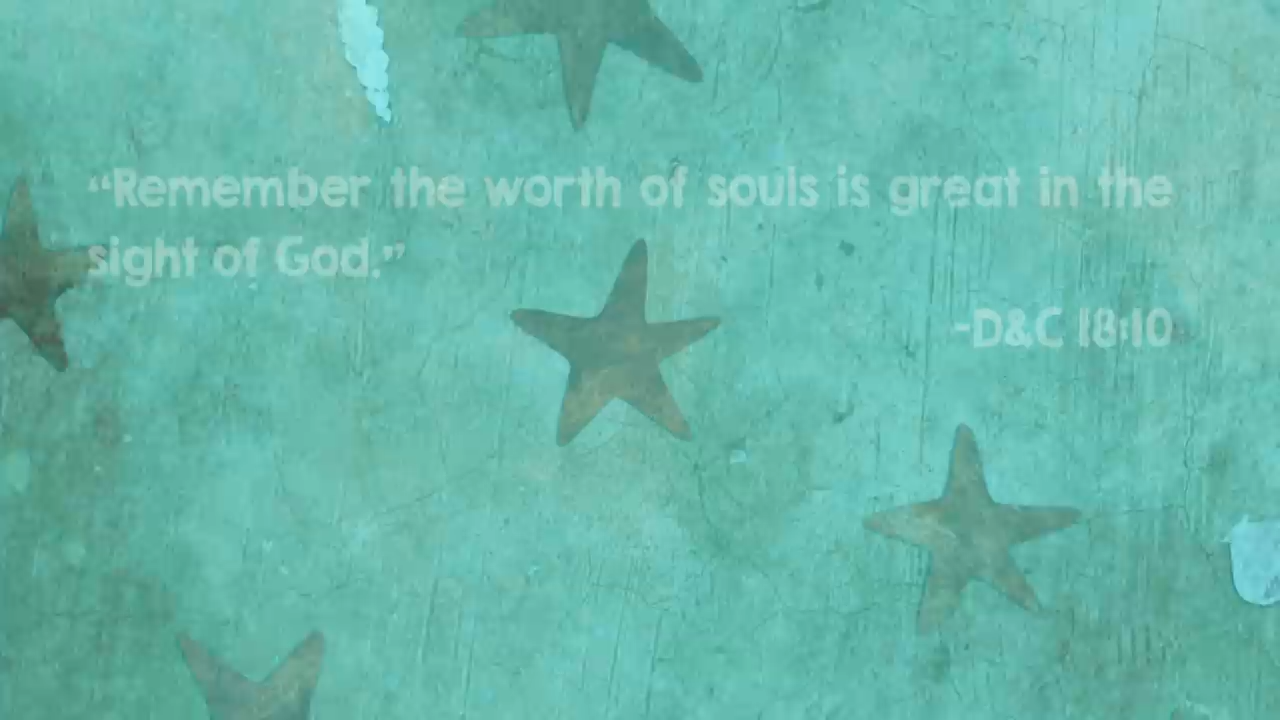 “Remember the worth of souls is great in the
sight of God.”
-D&C 18:10